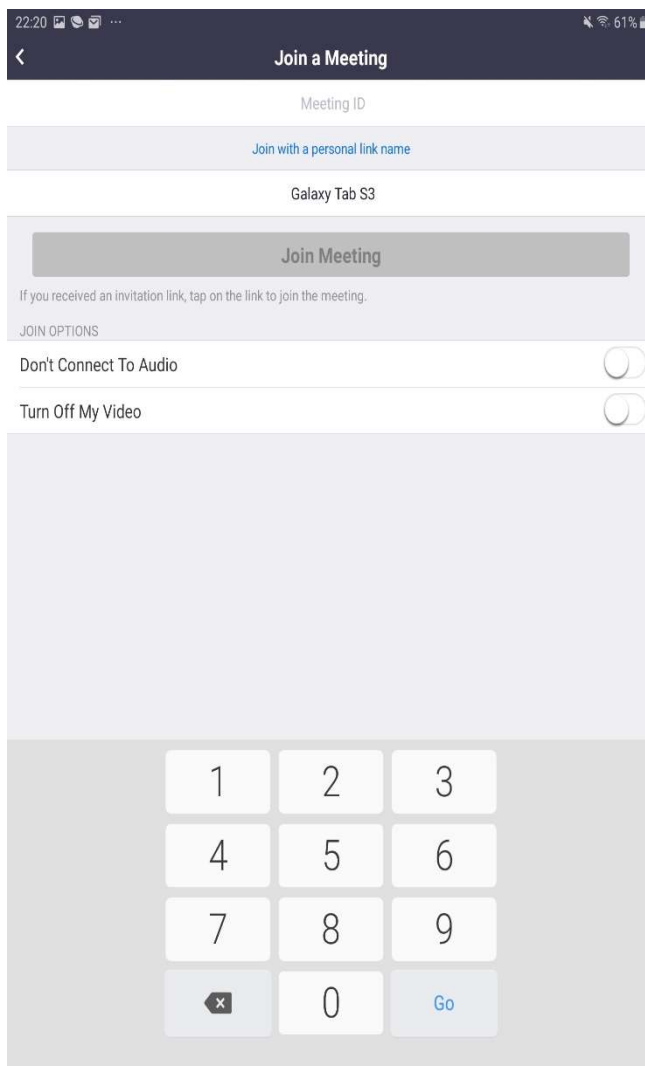 22:20 ... 61%
Join a Meeting
Meeting ID
Join with a personal link name
Galaxy Tab S3
Join Meeting
If you received an invitation link, tap on the link to join the meeting.
JOIN OPTIONS
Don't Connect To Audio
Turn Off My Video
1 2 3
4 5 6
7 8 9
0 Go